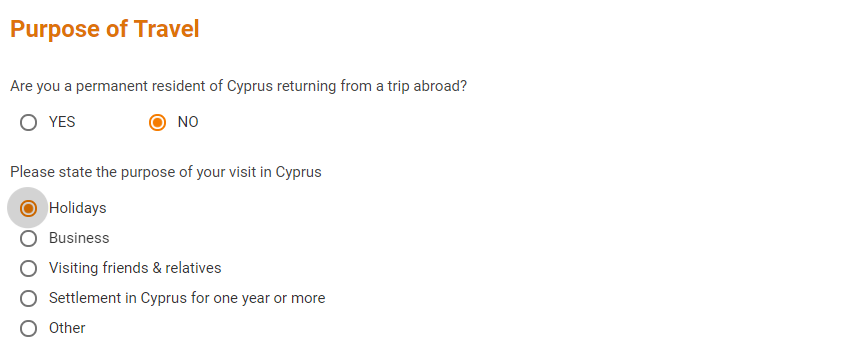 Purpose of Travel
Are you a permanent resident of Cyprus returning from a trip abroad?
YES NO
Please state the purpose of your visit in Cyprus
Holidays
Business
Visiting friends & relatives
Settlement in Cyprus for one year or more
Other